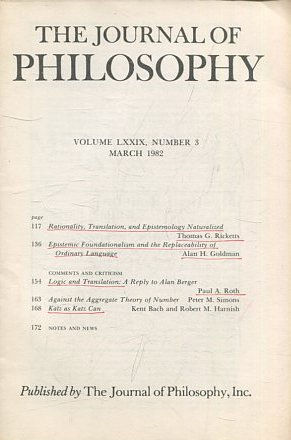 THE JOURNAL OF
PHILOSOPHY
VOLUME LXXIX, NUMBER 3
MARCH 1982
page
117 Rationality, Translation, and Epistemology Naturalized
Thomas G. Ricketts
136 Epistemic Foundationalism and the Replaceability of
Ordinary Language Alan H. Goldman
COMMENTS AND CRITICISM
154 Logic and Translation: A Reply to Alan Berger
Paul A. Roth
163 Against the Aggregate Theory of Number Peter M. Simons
168 Katz as Katz Can Kent Bach and Robert M. Harnish
172 NOTES AND NEWS
Published by The Journal of Philosophy, Inc.